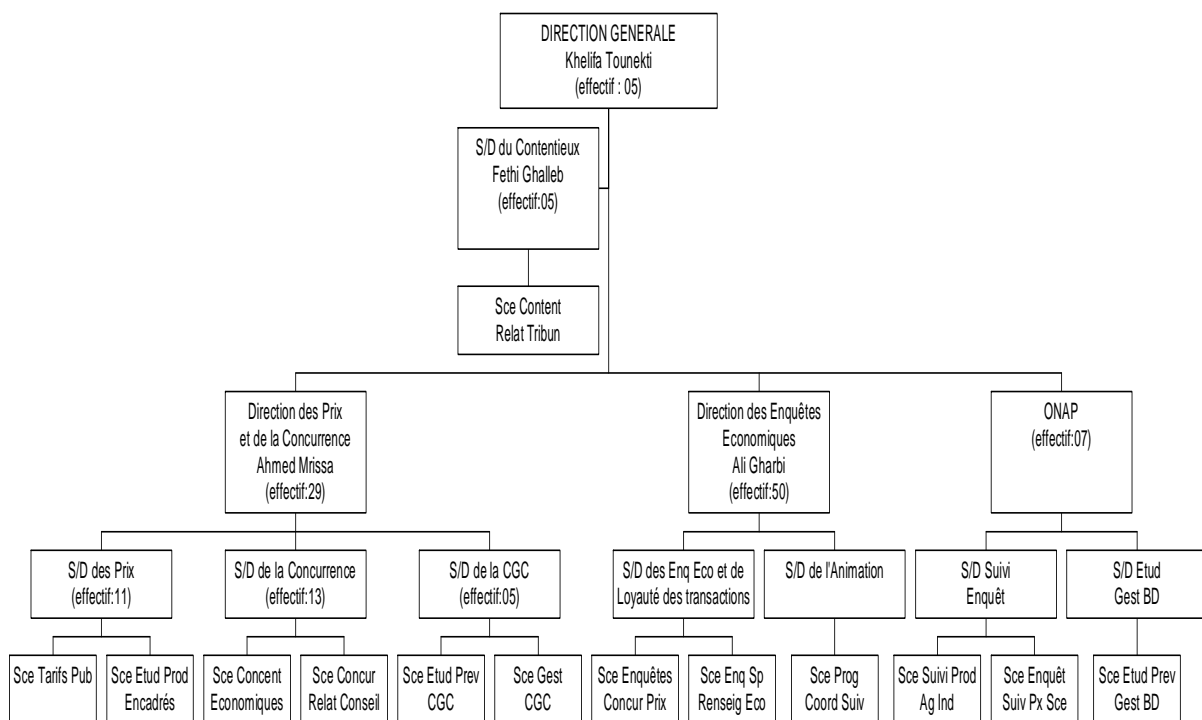 DIRECTION GENERALE
Khelifa Tounekti
(effectif : 05)
S/D du Contentieux
Fethi Ghalleb
(effectif:05)
Sce Content
Relat Tribun
Direction des Prix
et de la Concurrence
Ahmed Mrissa
(effectif:29)
Direction des Enquêtes
Economiques
Ali Gharbi
(effectif:50)
ONAP
(effectif:07)
S/D des Prix
(effectif:11)
S/D de la Concurrence
(effectif:13)
S/D de la CGC
(effectif:05)
S/D des Enq Eco et de
Loyauté des transactions
S/D de l'Animation
S/D Suivi
Enquêt
S/D Etud
Gest BD
Sce Tarifs Pub
Sce Etud Prod
Encadrés
Sce Concent
Economiques
Sce Concur
Relat Conseil
Sce Etud Prev
CGC
Sce Gest
CGC
Sce Enquêtes
Concur Prix
Sce Enq Sp
Renseig Eco
Sce Prog
Coord Suiv
Sce Suivi Prod
Ag Ind
Sce Enquêt
Suiv Px Sce
Sce Etud Prev
Gest BD